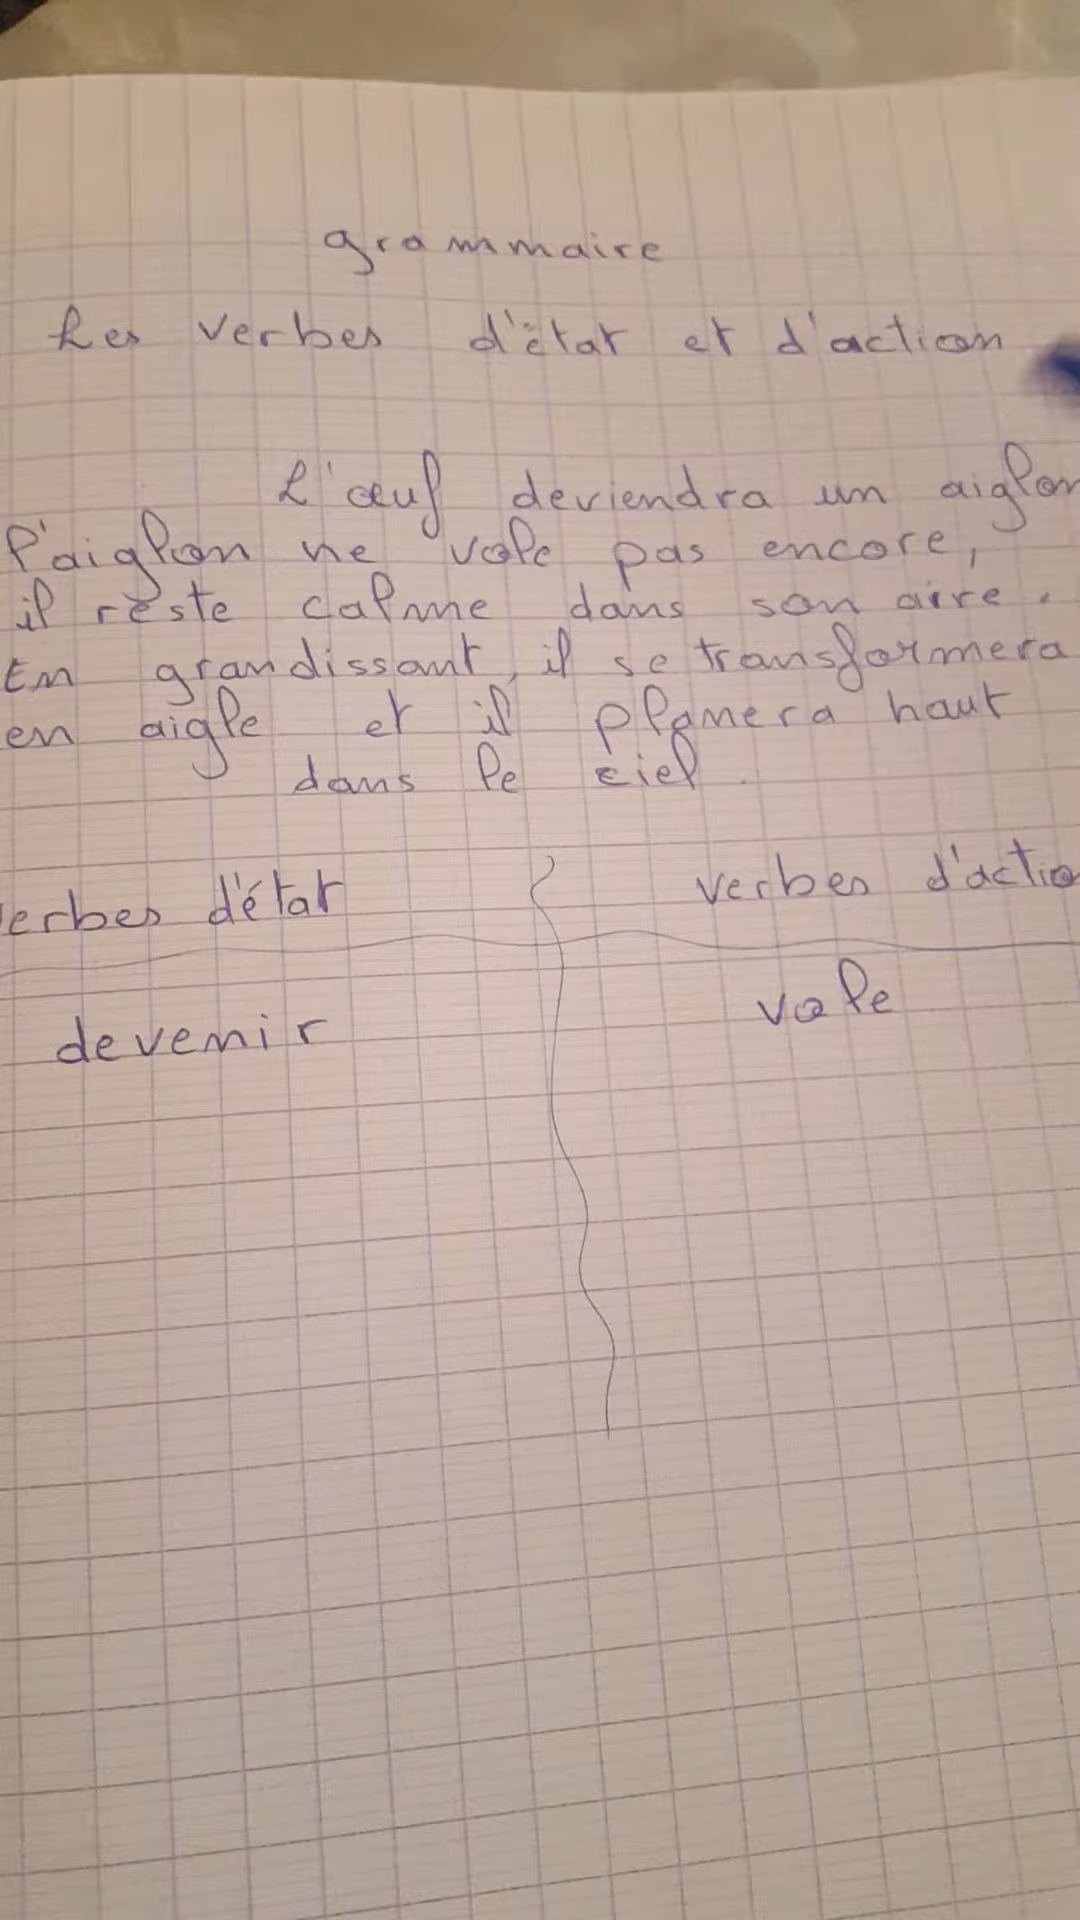 grammaire
Les verbes d'état et d'action
L'œuf deviendra un aiglon
l'aiglon ne vole pas encore,
il reste calme dans son aire.
En grandissant, il se transformera
en aigle et il planera haut
dans le ciel.
verbes d'état verbes d'actio
devenir vole